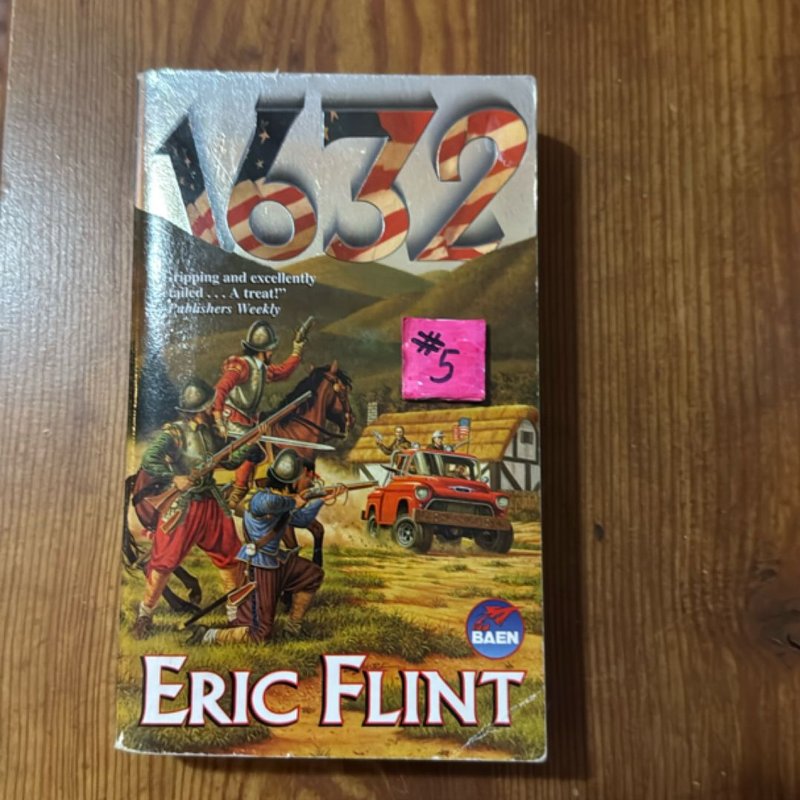 1632
ripping and excellently
tailed . . . A treat!"
Publishers Weekly
#5
BAEN
ERIC FLINT